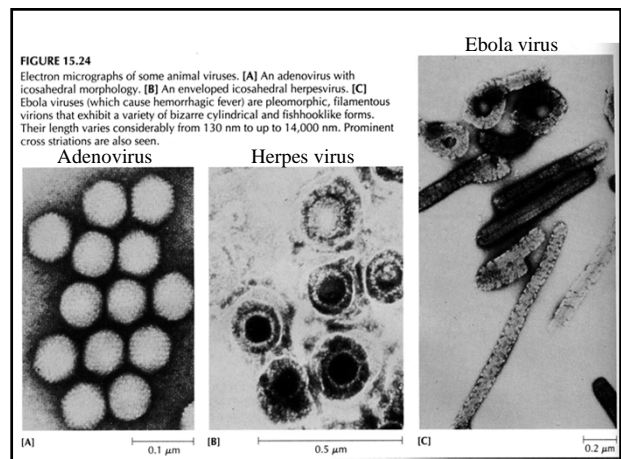 Ebola virus
FIGURE 15.24
Electron micrographs of some animal viruses. [A] An adenovirus with
icosahedral morphology. [B] An enveloped icosahedral herpesvirus. [C]
Ebola viruses (which cause hemorrhagic fever) are pleomorphic, filamentous
virions that exhibit a variety of bizarre cylindrical and fishhooklike forms.
Their length varies considerably from 130 nm to up to 14,000 nm. Prominent
cross striations are also seen.
Adenovirus
Herpes virus
[A]
0.1 μm
[B]
0.5 μm
[C]
0.2 μm